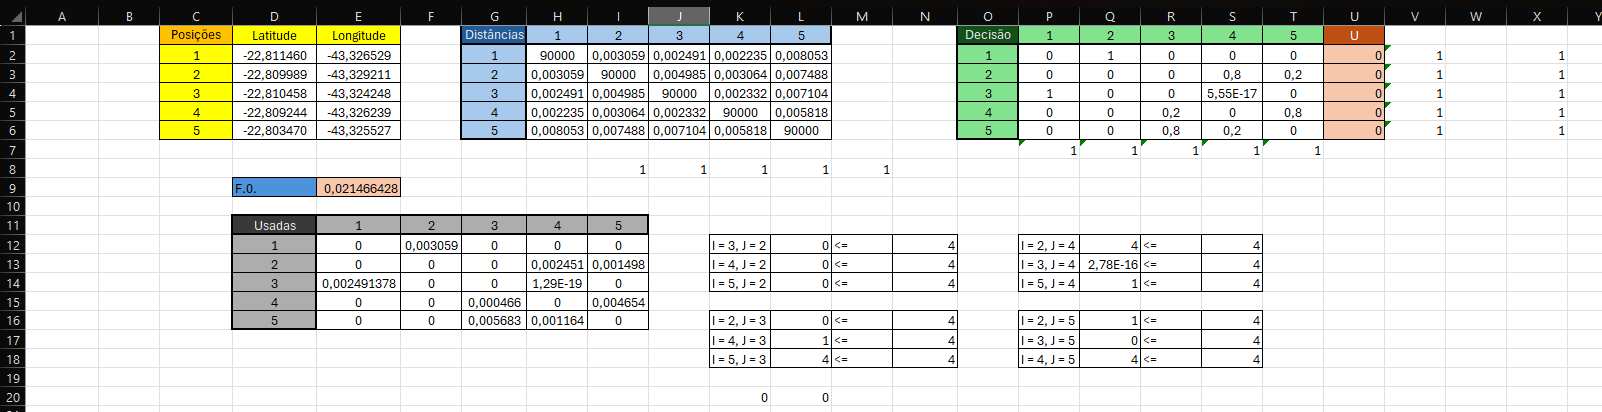 A B C D E F G H I J K L M N O P Q R S T U V W X Y
1 Posições Latitude Longitude Distâncias 1 2 3 4 5 Decisão 1 2 3 4 5 U
2 1 -22,811460 -43,326529 1 90000 0,003059 0,002491 0,002235 0,008053 1 0 1 0 0 0 0 1 1
3 2 -22,809989 -43,329211 2 0,003059 90000 0,004985 0,003064 0,007488 2 0 0 0 0,8 0,2 0 1 1
4 3 -22,810458 -43,324248 3 0,002491 0,004985 90000 0,002332 0,007104 3 1 0 0 5,55E-17 0 0 1 1
5 4 -22,809244 -43,326239 4 0,002235 0,003064 0,002332 90000 0,005818 4 0 0 0,2 0 0,8 0 1 1
6 5 -22,803470 -43,325527 5 0,008053 0,007488 0,007104 0,005818 90000 5 0 0 0,8 0,2 0 0 1 1
7 1 1 1 1 1
8 1 1 1 1 1
9 F.0. 0,021466428
10
11 Usadas 1 2 3 4 5
12 1 0 0,003059 0 0 0 I = 3, J = 2 0 <= 4 I = 2, J = 4 4 <= 4
13 2 0 0 0 0,002451 0,001498 I = 4, J = 2 0 <= 4 I = 3, J = 4 2,78E-16 <= 4
14 3 0,002491378 0 0 1,29E-19 0 I = 5, J = 2 0 <= 4 I = 5, J = 4 1 <= 4
15 4 0 0 0,000466 0 0,004654
16 5 0 0 0,005683 0,001164 0 I = 2, J = 3 0 <= 4 I = 2, J = 5 1 <= 4
17 I = 4, J = 3 1 <= 4 I = 3, J = 5 0 <= 4
18 I = 5, J = 3 4 <= 4 I = 4, J = 5 4 <= 4
19
20 0 0